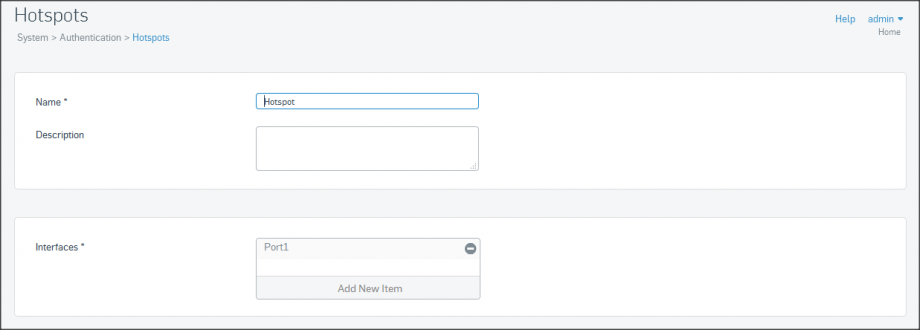 Hotspots
Help admin
System > Authentication > Hotspots
Home
Name *
Hotspot
Description
Interfaces *
Port1
Add New Item